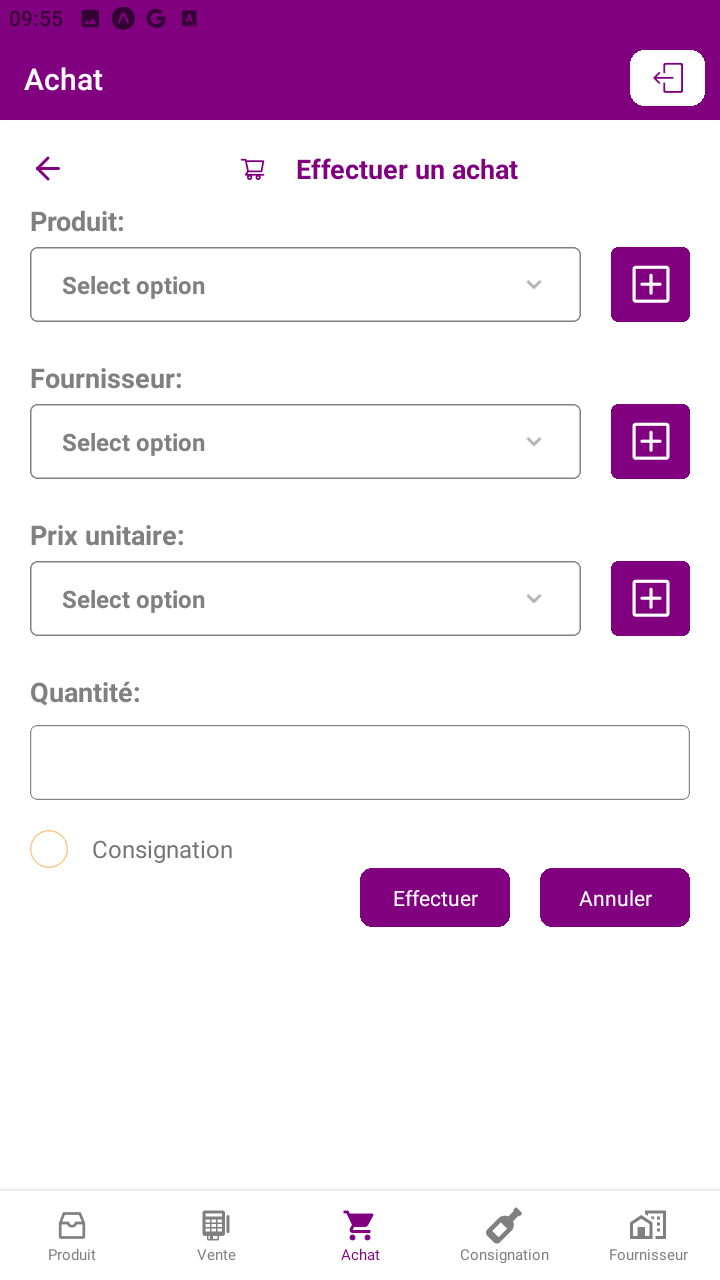 09:55
Achat
Effectuer un achat
Produit:
Select option
Fournisseur:
Select option
Prix unitaire:
Select option
Quantité:
Consignation
Effectuer
Annuler
Produit
Vente
Achat
Consignation
Fournisseur